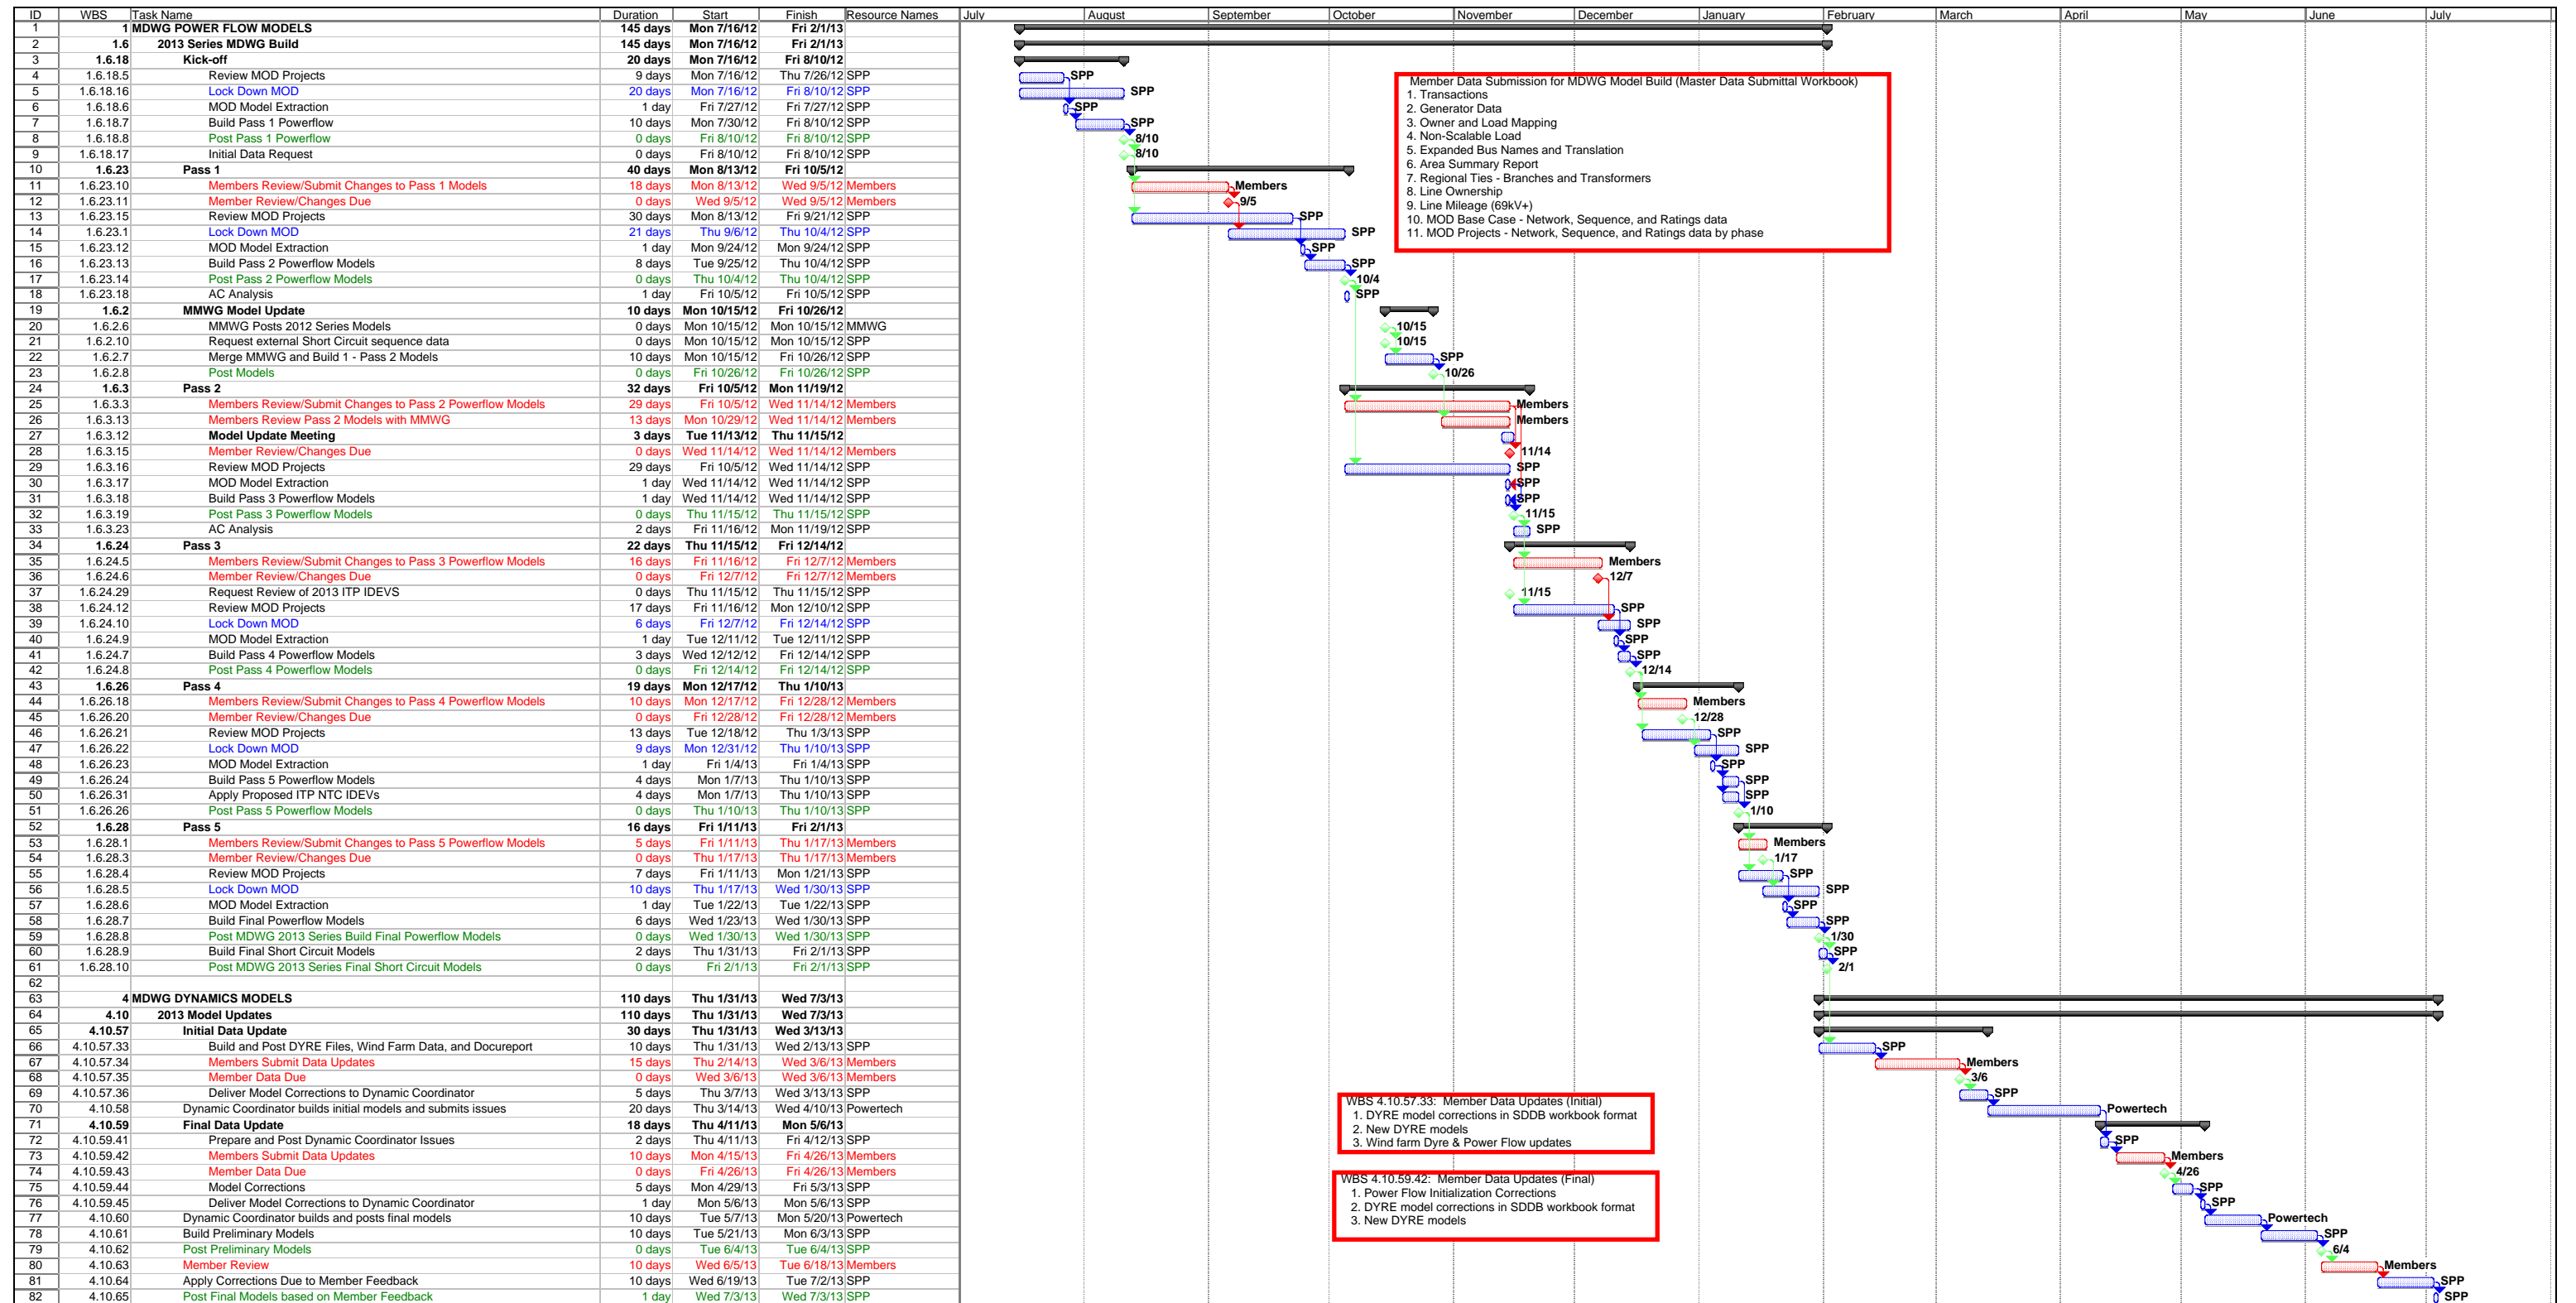 ID WBS Task Name Duration Start Finish Resource Names July August September October November December January February March April May June July
1 1 MDWG POWER FLOW MODELS 145 days Mon 7/16/12 Fri 2/1/13
2 1.6 2013 Series MDWG Build 145 days Mon 7/16/12 Fri 2/1/13
3 1.6.18 Kick-off 20 days Mon 7/16/12 Fri 8/10/12
4 1.6.18.5 Review MOD Projects 9 days Mon 7/16/12 Thu 7/26/12 SPP SPP
5 1.6.18.16 Lock Down MOD 20 days Mon 7/16/12 Fri 8/10/12 SPP SPP
6 1.6.18.6 MOD Model Extraction 1 day Fri 7/27/12 Fri 7/27/12 SPP SPP
7 1.6.18.7 Build Pass 1 Powerflow 10 days Mon 7/30/12 Fri 8/10/12 SPP SPP
8 1.6.18.8 Post Pass 1 Powerflow 0 days Fri 8/10/12 Fri 8/10/12 SPP 8/10
9 1.6.18.17 Initial Data Request 0 days Fri 8/10/12 Fri 8/10/12 SPP 8/10
10 1.6.23 Pass 1 40 days Mon 8/13/12 Fri 10/5/12
11 1.6.23.10 Members Review/Submit Changes to Pass 1 Models 18 days Mon 8/13/12 Wed 9/5/12 Members Members
12 1.6.23.11 Member Review/Changes Due 0 days Wed 9/5/12 Wed 9/5/12 Members 9/5
13 1.6.23.15 Review MOD Projects 30 days Mon 8/13/12 Fri 9/21/12 SPP SPP
14 1.6.23.1 Lock Down MOD 21 days Thu 9/6/12 Thu 10/4/12 SPP SPP
15 1.6.23.12 MOD Model Extraction 1 day Mon 9/24/12 Mon 9/24/12 SPP SPP
16 1.6.23.13 Build Pass 2 Powerflow Models 8 days Tue 9/25/12 Thu 10/4/12 SPP SPP
17 1.6.23.14 Post Pass 2 Powerflow Models 0 days Thu 10/4/12 Thu 10/4/12 SPP 10/4
18 1.6.23.18 AC Analysis 1 day Fri 10/5/12 Fri 10/5/12 SPP SPP
19 1.6.2 MMWG Model Update 10 days Mon 10/15/12 Fri 10/26/12
20 1.6.2.6 MMWG Posts 2012 Series Models 0 days Mon 10/15/12 Mon 10/15/12 MMWG 10/15
21 1.6.2.10 Request external Short Circuit sequence data 0 days Mon 10/15/12 Mon 10/15/12 SPP 10/15
22 1.6.2.7 Merge MMWG and Build 1 - Pass 2 Models 10 days Mon 10/15/12 Fri 10/26/12 SPP SPP
23 1.6.2.8 Post Models 0 days Fri 10/26/12 Fri 10/26/12 SPP 10/26
24 1.6.3 Pass 2 32 days Fri 10/5/12 Mon 11/19/12
25 1.6.3.3 Members Review/Submit Changes to Pass 2 Powerflow Models 29 days Fri 10/5/12 Wed 11/14/12 Members Members
26 1.6.3.13 Members Review Pass 2 Models with MMWG 13 days Mon 10/29/12 Wed 11/14/12 Members Members
27 1.6.3.12 Model Update Meeting 3 days Tue 11/13/12 Thu 11/15/12
28 1.6.3.15 Member Review/Changes Due 0 days Wed 11/14/12 Wed 11/14/12 Members 11/14
29 1.6.3.16 Review MOD Projects 29 days Fri 10/5/12 Wed 11/14/12 SPP SPP
30 1.6.3.17 MOD Model Extraction 1 day Wed 11/14/12 Wed 11/14/12 SPP SPP
31 1.6.3.18 Build Pass 3 Powerflow Models 1 day Wed 11/14/12 Wed 11/14/12 SPP SPP
32 1.6.3.19 Post Pass 3 Powerflow Models 0 days Thu 11/15/12 Thu 11/15/12 SPP 11/15
33 1.6.3.23 AC Analysis 2 days Fri 11/16/12 Mon 11/19/12 SPP SPP
34 1.6.24 Pass 3 22 days Thu 11/15/12 Fri 12/14/12
35 1.6.24.5 Members Review/Submit Changes to Pass 3 Powerflow Models 16 days Fri 11/16/12 Fri 12/7/12 Members Members
36 1.6.24.6 Member Review/Changes Due 0 days Fri 12/7/12 Fri 12/7/12 Members 12/7
37 1.6.24.29 Request Review of 2013 ITP IDEVS 0 days Thu 11/15/12 Thu 11/15/12 SPP 11/15
38 1.6.24.12 Review MOD Projects 17 days Fri 11/16/12 Mon 12/10/12 SPP SPP
39 1.6.24.10 Lock Down MOD 6 days Fri 12/7/12 Fri 12/14/12 SPP SPP
40 1.6.24.9 MOD Model Extraction 1 day Tue 12/11/12 Tue 12/11/12 SPP SPP
41 1.6.24.7 Build Pass 4 Powerflow Models 3 days Wed 12/12/12 Fri 12/14/12 SPP SPP
42 1.6.24.8 Post Pass 4 Powerflow Models 0 days Fri 12/14/12 Fri 12/14/12 SPP 12/14
43 1.6.26 Pass 4 19 days Mon 12/17/12 Thu 1/10/13
44 1.6.26.18 Members Review/Submit Changes to Pass 4 Powerflow Models 10 days Mon 12/17/12 Fri 12/28/12 Members Members
45 1.6.26.20 Member Review/Changes Due 0 days Fri 12/28/12 Fri 12/28/12 Members 12/28
46 1.6.26.21 Review MOD Projects 13 days Tue 12/18/12 Thu 1/3/13 SPP SPP
47 1.6.26.22 Lock Down MOD 9 days Mon 12/31/12 Thu 1/10/13 SPP SPP
48 1.6.26.23 MOD Model Extraction 1 day Fri 1/4/13 Fri 1/4/13 SPP SPP
49 1.6.26.24 Build Pass 5 Powerflow Models 4 days Mon 1/7/13 Thu 1/10/13 SPP SPP
50 1.6.26.31 Apply Proposed ITP NTC IDEVs 4 days Mon 1/7/13 Thu 1/10/13 SPP SPP
51 1.6.26.26 Post Pass 5 Powerflow Models 0 days Thu 1/10/13 Thu 1/10/13 SPP 1/10
52 1.6.28 Pass 5 16 days Fri 1/11/13 Fri 2/1/13
53 1.6.28.1 Members Review/Submit Changes to Pass 5 Powerflow Models 5 days Fri 1/11/13 Thu 1/17/13 Members Members
54 1.6.28.3 Member Review/Changes Due 0 days Thu 1/17/13 Thu 1/17/13 Members 1/17
55 1.6.28.4 Review MOD Projects 7 days Fri 1/11/13 Mon 1/21/13 SPP SPP
56 1.6.28.5 Lock Down MOD 10 days Thu 1/17/13 Wed 1/30/13 SPP SPP
57 1.6.28.6 MOD Model Extraction 1 day Tue 1/22/13 Tue 1/22/13 SPP SPP
58 1.6.28.7 Build Final Powerflow Models 6 days Wed 1/23/13 Wed 1/30/13 SPP SPP
59 1.6.28.8 Post MDWG 2013 Series Build Final Powerflow Models 0 days Wed 1/30/13 Wed 1/30/13 SPP 1/30
60 1.6.28.9 Build Final Short Circuit Models 2 days Thu 1/31/13 Fri 2/1/13 SPP SPP
61 1.6.28.10 Post MDWG 2013 Series Final Short Circuit Models 0 days Fri 2/1/13 Fri 2/1/13 SPP 2/1
62
63 4 MDWG DYNAMICS MODELS 110 days Thu 1/31/13 Wed 7/3/13
64 4.10 2013 Model Updates 110 days Thu 1/31/13 Wed 7/3/13
65 4.10.57 Initial Data Update 30 days Thu 1/31/13 Wed 3/13/13
66 4.10.57.33 Build and Post DYRE Files, Wind Farm Data, and Docureport 10 days Thu 1/31/13 Wed 2/13/13 SPP SPP
67 4.10.57.34 Members Submit Data Updates 15 days Thu 2/14/13 Wed 3/6/13 Members Members
68 4.10.57.35 Member Data Due 0 days Wed 3/6/13 Wed 3/6/13 Members 3/6
69 4.10.57.36 Deliver Model Corrections to Dynamic Coordinator 5 days Thu 3/7/13 Wed 3/13/13 SPP SPP
70 4.10.58 Dynamic Coordinator builds initial models and submits issues 20 days Thu 3/14/13 Wed 4/10/13 Powertech Powertech
71 4.10.59 Final Data Update 18 days Thu 4/11/13 Mon 5/6/13
72 4.10.59.41 Prepare and Post Dynamic Coordinator Issues 2 days Thu 4/11/13 Fri 4/12/13 SPP SPP
73 4.10.59.42 Members Submit Data Updates 10 days Mon 4/15/13 Fri 4/26/13 Members Members
74 4.10.59.43 Member Data Due 0 days Fri 4/26/13 Fri 4/26/13 Members 4/26
75 4.10.59.44 Model Corrections 5 days Mon 4/29/13 Fri 5/3/13 SPP SPP
76 4.10.59.45 Deliver Model Corrections to Dynamic Coordinator 1 day Mon 5/6/13 Mon 5/6/13 SPP SPP
77 4.10.60 Dynamic Coordinator builds and posts final models 10 days Tue 5/7/13 Mon 5/20/13 Powertech Powertech
78 4.10.61 Build Preliminary Models 10 days Tue 5/21/13 Mon 6/3/13 SPP SPP
79 4.10.62 Post Preliminary Models 0 days Tue 6/4/13 Tue 6/4/13 SPP 6/4
80 4.10.63 Member Review 10 days Wed 6/5/13 Tue 6/18/13 Members Members
81 4.10.64 Apply Corrections Due to Member Feedback 10 days Wed 6/19/13 Tue 7/2/13 SPP SPP
82 4.10.65 Post Final Models based on Member Feedback 1 day Wed 7/3/13 Wed 7/3/13 SPP SPP
Member Data Submission for MDWG Model Build (Master Data Submittal Workbook)
1. Transactions
2. Generator Data
3. Owner and Load Mapping
4. Non-Scalable Load
5. Expanded Bus Names and Translation
6. Area Summary Report
7. Regional Ties - Branches and Transformers
8. Line Ownership
9. Line Mileage (69kV+)
10. MOD Base Case - Network, Sequence, and Ratings data
11. MOD Projects - Network, Sequence, and Ratings data by phase
WBS 4.10.57.33: Member Data Updates (Initial)
1. DYRE model corrections in SDDB workbook format
2. New DYRE models
3. Wind farm Dyre & Power Flow updates
WBS 4.10.59.42: Member Data Updates (Final)
1. Power Flow Initialization Corrections
2. DYRE model corrections in SDDB workbook format
3. New DYRE models